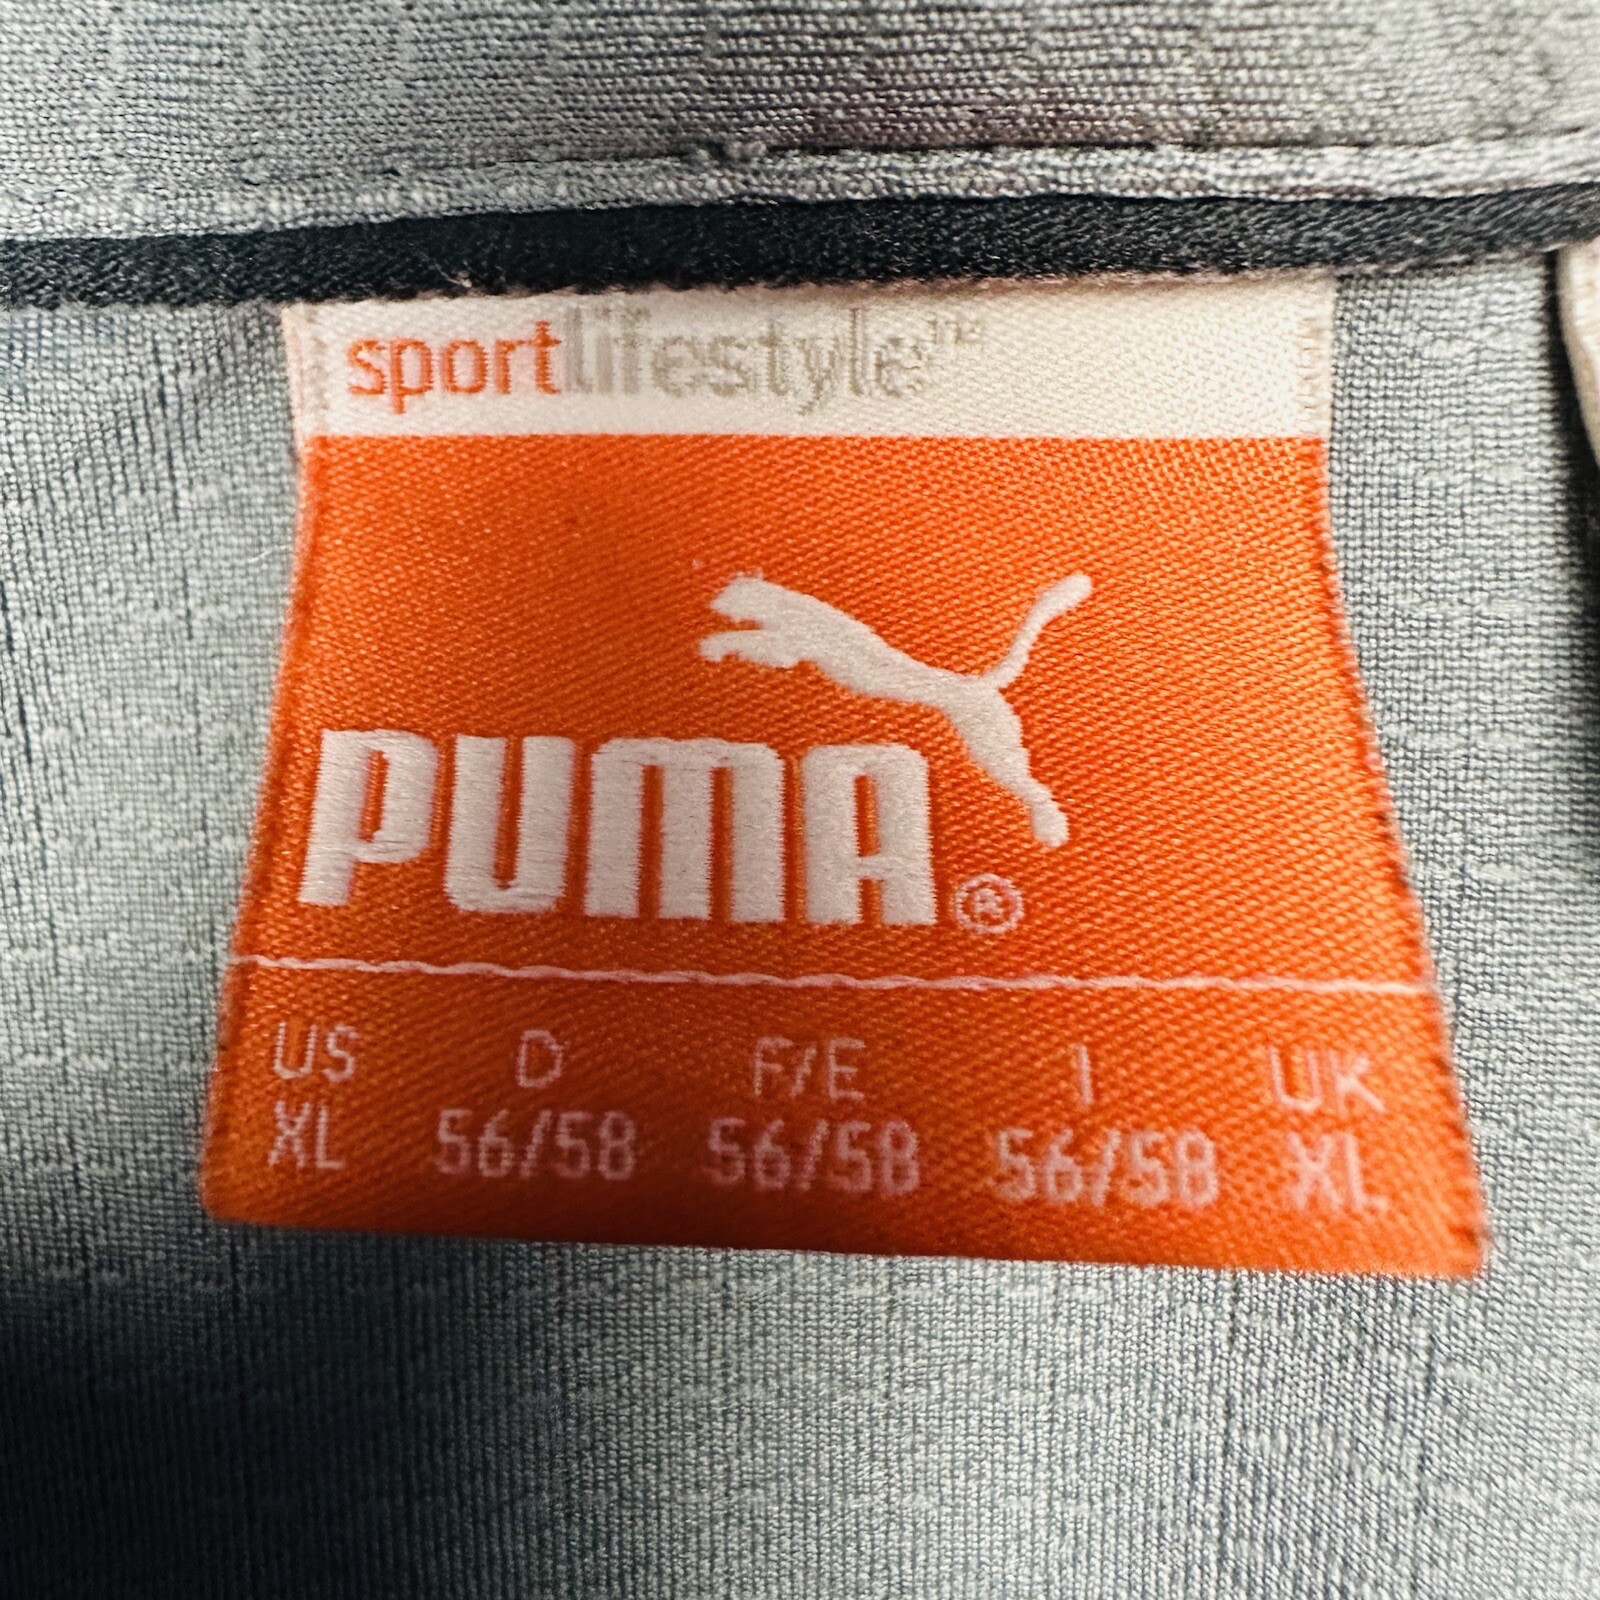 sportlifestyle™
PUMA®
US D F/E I UK
XL 56/58 56/58 56/58 XL